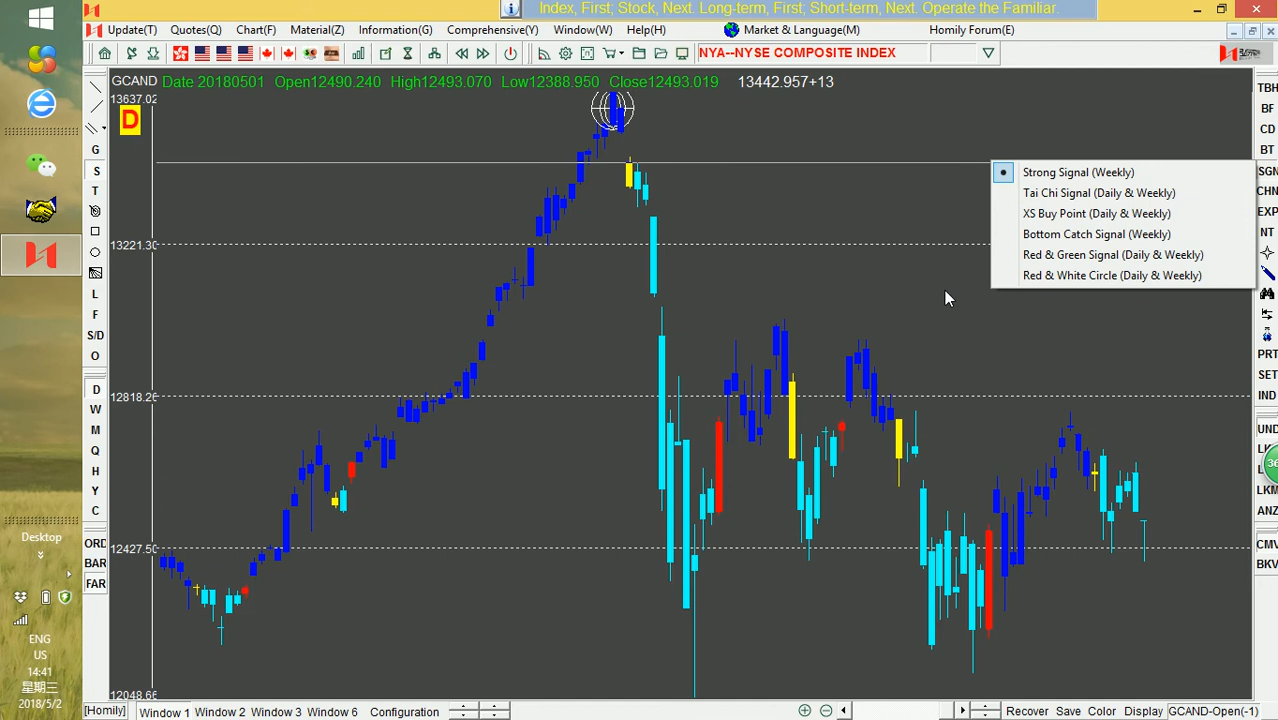 Index, First; Stock, Next. Long-term, First; Short-term, Next. Operate the Familiar.
Update(T) Quotes(Q) Chart(F) Material(Z) Homily(X) Comprehensive(Y) Window(W) Help(H) Market & Language(M) Homily Forum(E)
NYA--NYSE COMPOSITE INDEX
GCAND Date 20180501 Open12490.240 High12493.070 Low12388.950 Close12493.019 13442.957+13
13637.02
D
13221.30
12818.26
12427.50
12048.66
Strong Signal (Weekly)
Tai Chi Signal (Daily & Weekly)
XS Buy Point (Daily & Weekly)
Bottom Catch Signal (Weekly)
Red & Green Signal (Daily & Weekly)
Red & White Circle (Daily & Weekly)
S
T
L
F
S/D
O
D
W
M
Q
H
Y
C
ORD
BAR
FAR
TBH
BF
CD
BT
SGN
CHN
EXP
NT
PRT
SET
IND
UND
LK
L
LKM
ANZ
CMV
BKV
36
Desktop
ENG
US
14:41
星期三
2018/5/2
[Homily] Window 1 Window 2 Window 3 Window 6 Configuration Recover Save Color Display GCAND-Open(-1)